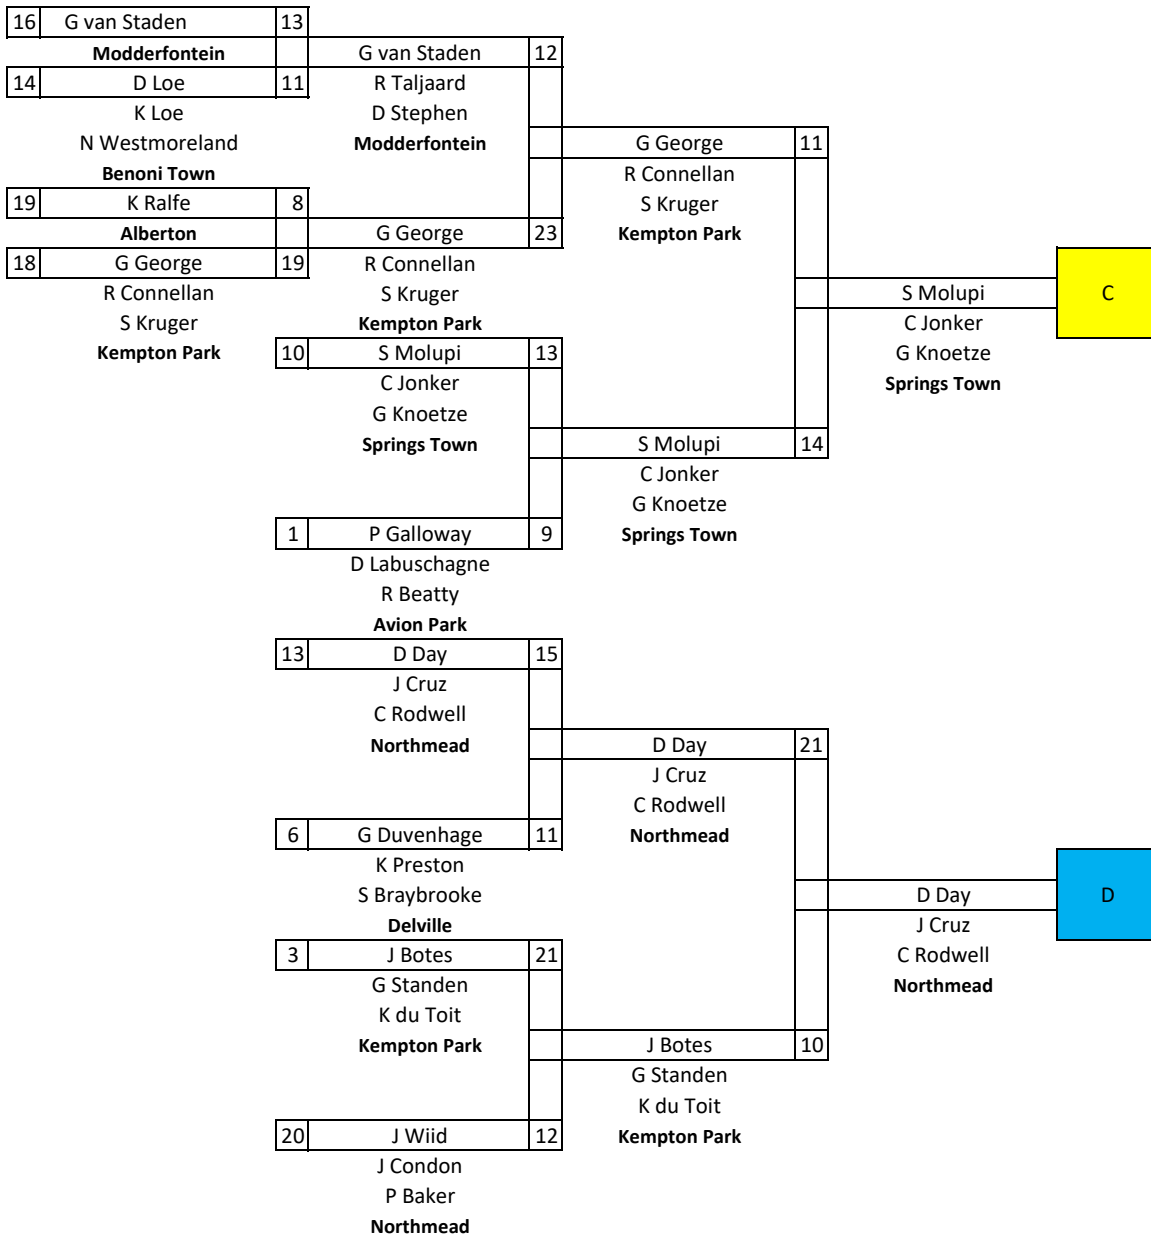 16 G van Staden 13
Modderfontein G van Staden 12
14 D Loe 11 R Taljaard
K Loe D Stephen
N Westmoreland Modderfontein G George 11
Benoni Town R Connellan
19 K Ralfe 8 S Kruger
Alberton G George 23 Kempton Park
18 G George 19 R Connellan
R Connellan S Kruger S Molupi C
S Kruger Kempton Park C Jonker
Kempton Park 10 S Molupi 13 G Knoetze
C Jonker Springs Town
G Knoetze
Springs Town S Molupi 14
C Jonker
G Knoetze
1 P Galloway 9 Springs Town
D Labuschagne
R Beatty
Avion Park
13 D Day 15
J Cruz
C Rodwell
Northmead D Day 21
J Cruz
C Rodwell
6 G Duvenhage 11 Northmead
K Preston
S Braybrooke D Day D
Delville J Cruz
3 J Botes 21 C Rodwell
G Standen Northmead
K du Toit
Kempton Park J Botes 10
G Standen
K du Toit
20 J Wiid 12 Kempton Park
J Condon
P Baker
Northmead